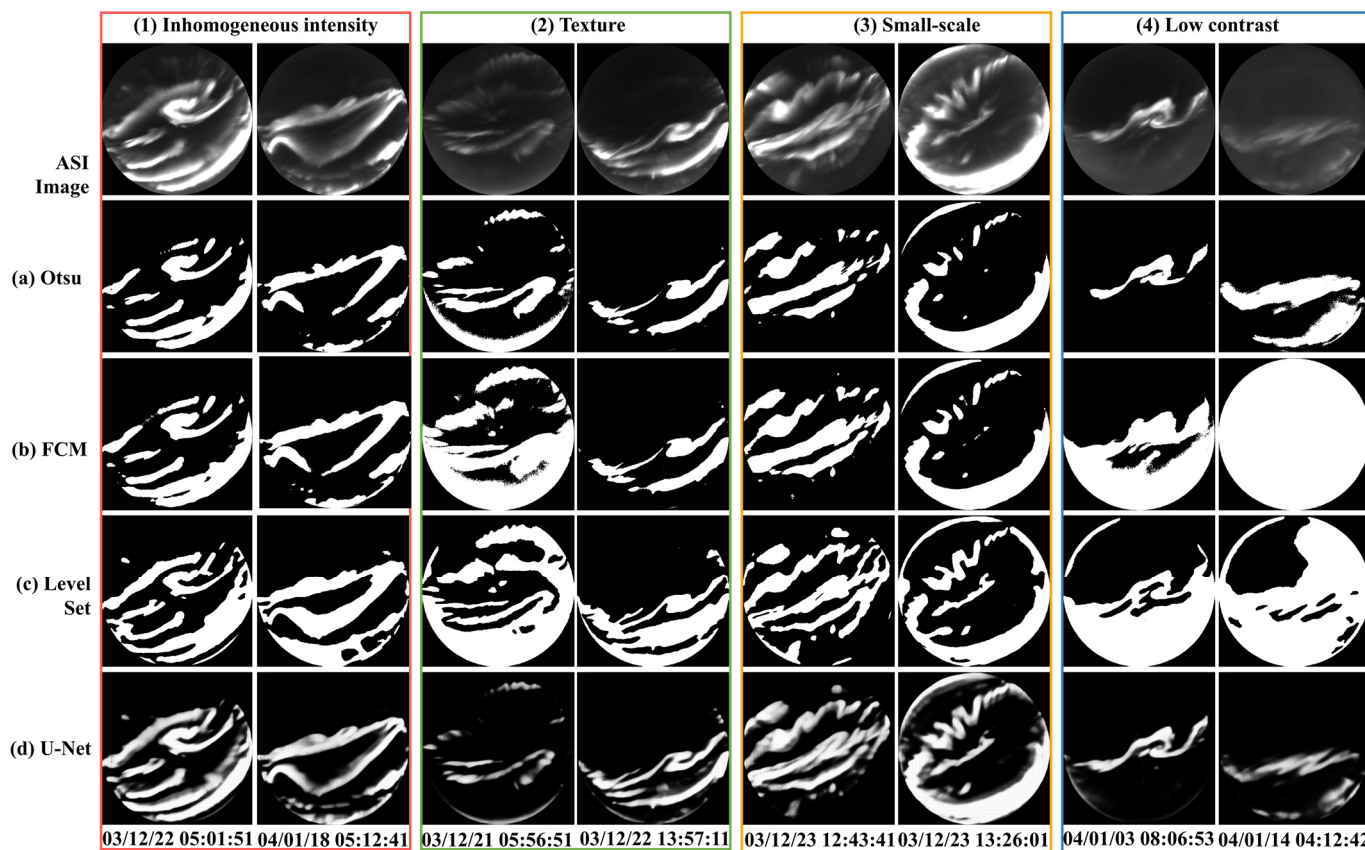 (1) Inhomogeneous intensity
(2) Texture
(3) Small-scale
(4) Low contrast
ASI
Image
(a) Otsu
(b) FCM
(c) Level
Set
(d) U-Net
03/12/22 05:01:51
04/01/18 05:12:41
03/12/21 05:56:51
03/12/22 13:57:11
03/12/23 12:43:41
03/12/23 13:26:01
04/01/03 08:06:53
04/01/14 04:12:42